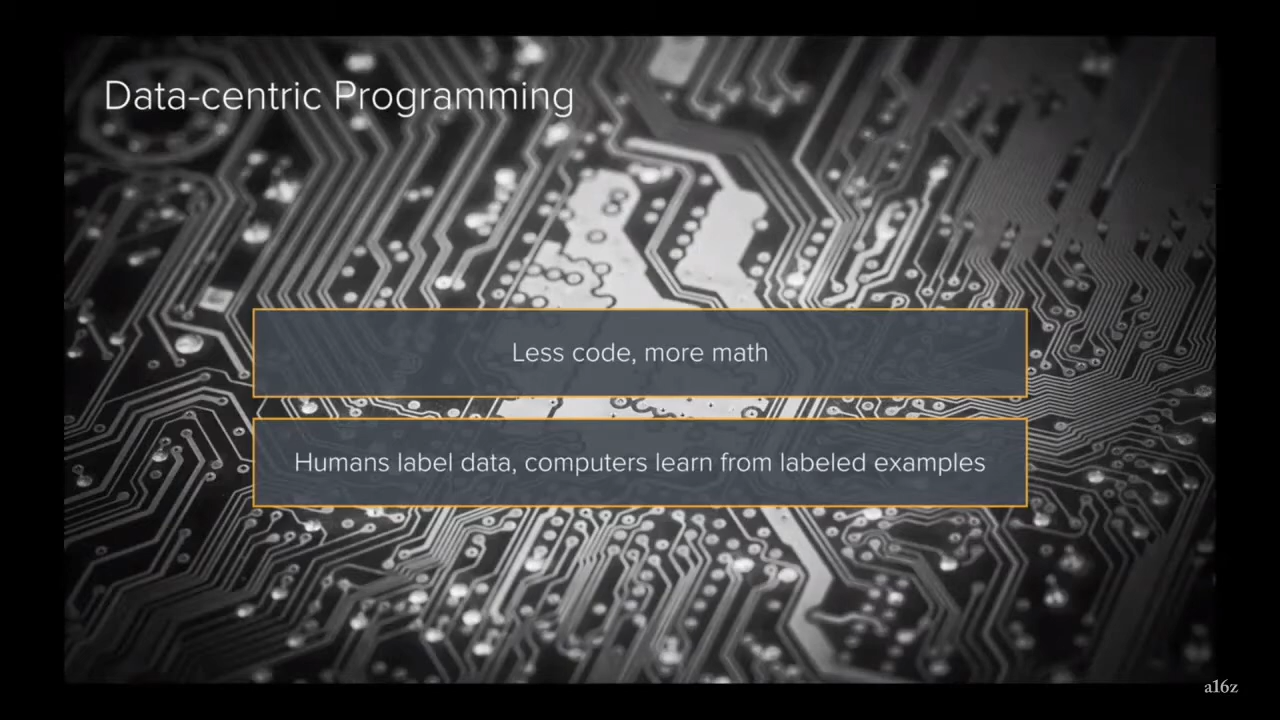 Data-centric Programming
Less code, more math
Humans label data, computers learn from labeled examples
a16z